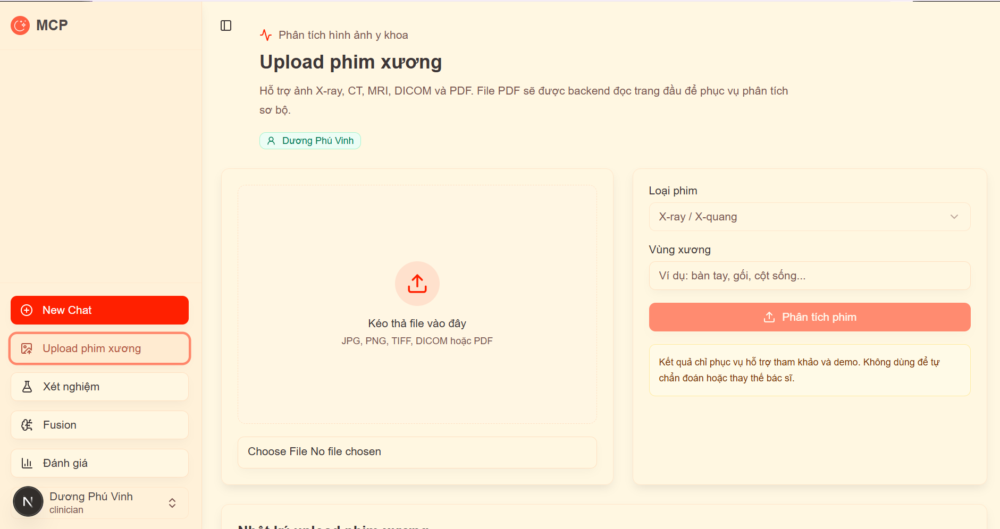 MCP
New Chat
Upload phim xương
Xét nghiệm
Fusion
Đánh giá
N
Dương Phú Vinh
clinician
Phân tích hình ảnh y khoa
Upload phim xương
Hỗ trợ ảnh X-ray, CT, MRI, DICOM và PDF. File PDF sẽ được backend đọc trang đầu để phục vụ phân tích
sơ bộ.
Dương Phú Vinh
Kéo thả file vào đây
JPG, PNG, TIFF, DICOM hoặc PDF
Choose File No file chosen
Loại phim
X-ray / X-quang
Vùng xương
Ví dụ: bàn tay, gối, cột sống...
Phân tích phim
Kết quả chỉ phục vụ hỗ trợ tham khảo và demo. Không dùng để tự
chẩn đoán hoặc thay thế bác sĩ.
Nhật ký upload phim xương